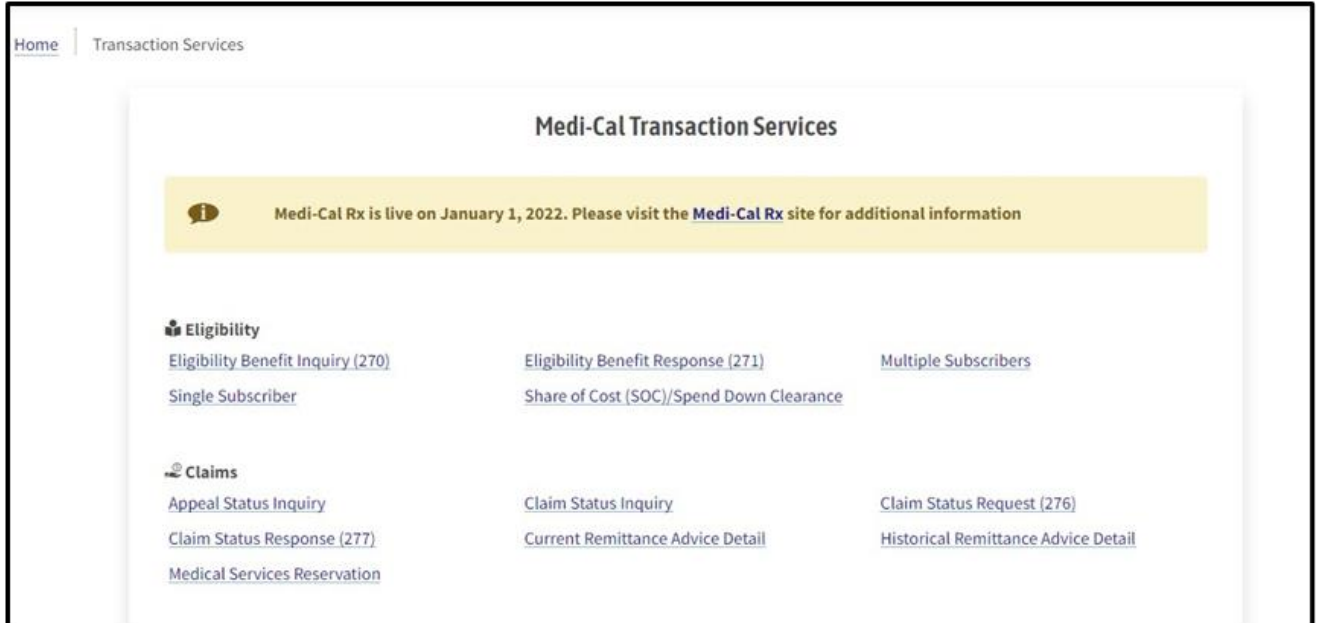 Home Transaction Services
Medi-Cal Transaction Services
Medi-Cal Rx is live on January 1, 2022. Please visit the Medi-Cal Rx site for additional information
Eligibility
Eligibility Benefit Inquiry (270) Eligibility Benefit Response (271) Multiple Subscribers
Single Subscriber Share of Cost (SOC)/Spend Down Clearance
Claims
Appeal Status Inquiry Claim Status Inquiry Claim Status Request (276)
Claim Status Response (277) Current Remittance Advice Detail Historical Remittance Advice Detail
Medical Services Reservation